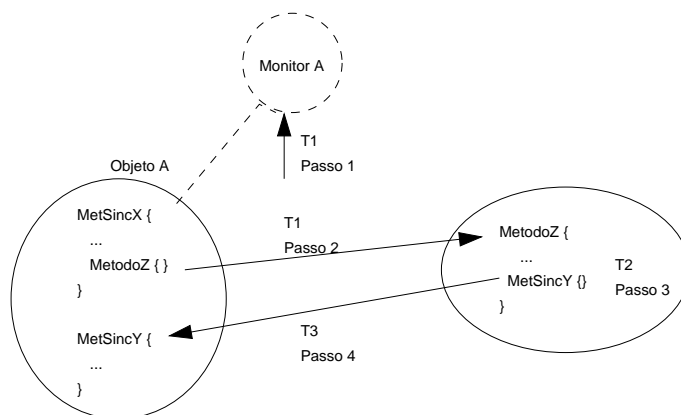 Monitor A
T1
Passo 1
Objeto A
MetSincX {
...
MetodoZ { }
}
MetSincY {
...
}
T1
Passo 2
MetodoZ {
...
MetSincY {}
}
T2
Passo 3
T3
Passo 4